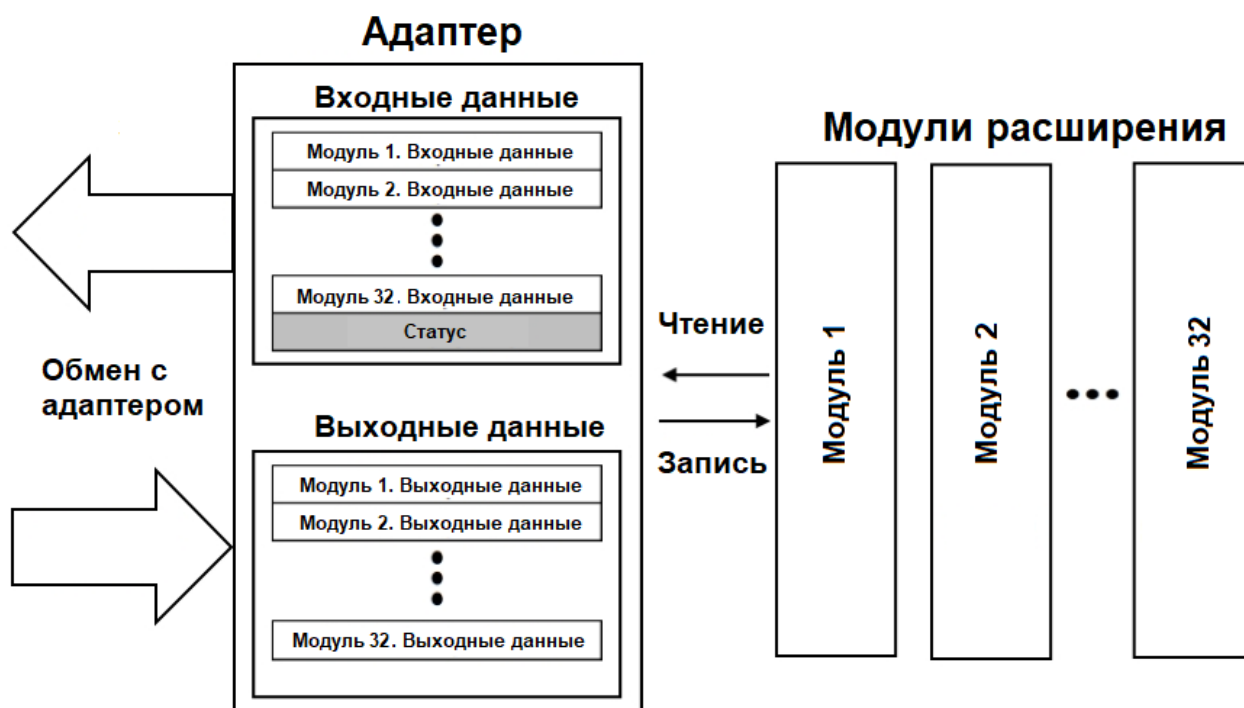 Адаптер
Входные данные
Модуль 1. Входные данные
Модуль 2. Входные данные
Модуль 32. Входные данные
Статус
Обмен с
адаптером
Выходные данные
Модуль 1. Выходные данные
Модуль 2. Выходные данные
Модуль 32. Выходные данные
Чтение
Запись
Модули расширения
Модуль 1
Модуль 2
Модуль 32